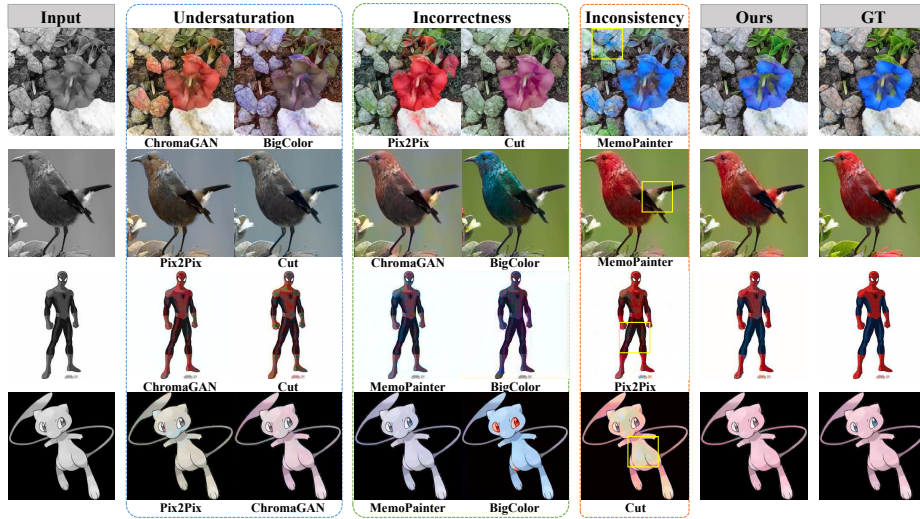 Input Undersaturation Incorrectness Inconsistency Ours GT
ChromaGAN BigColor Pix2Pix Cut MemoPainter
Pix2Pix Cut ChromaGAN BigColor MemoPainter
ChromaGAN Cut MemoPainter BigColor Pix2Pix
Pix2Pix ChromaGAN MemoPainter BigColor Cut